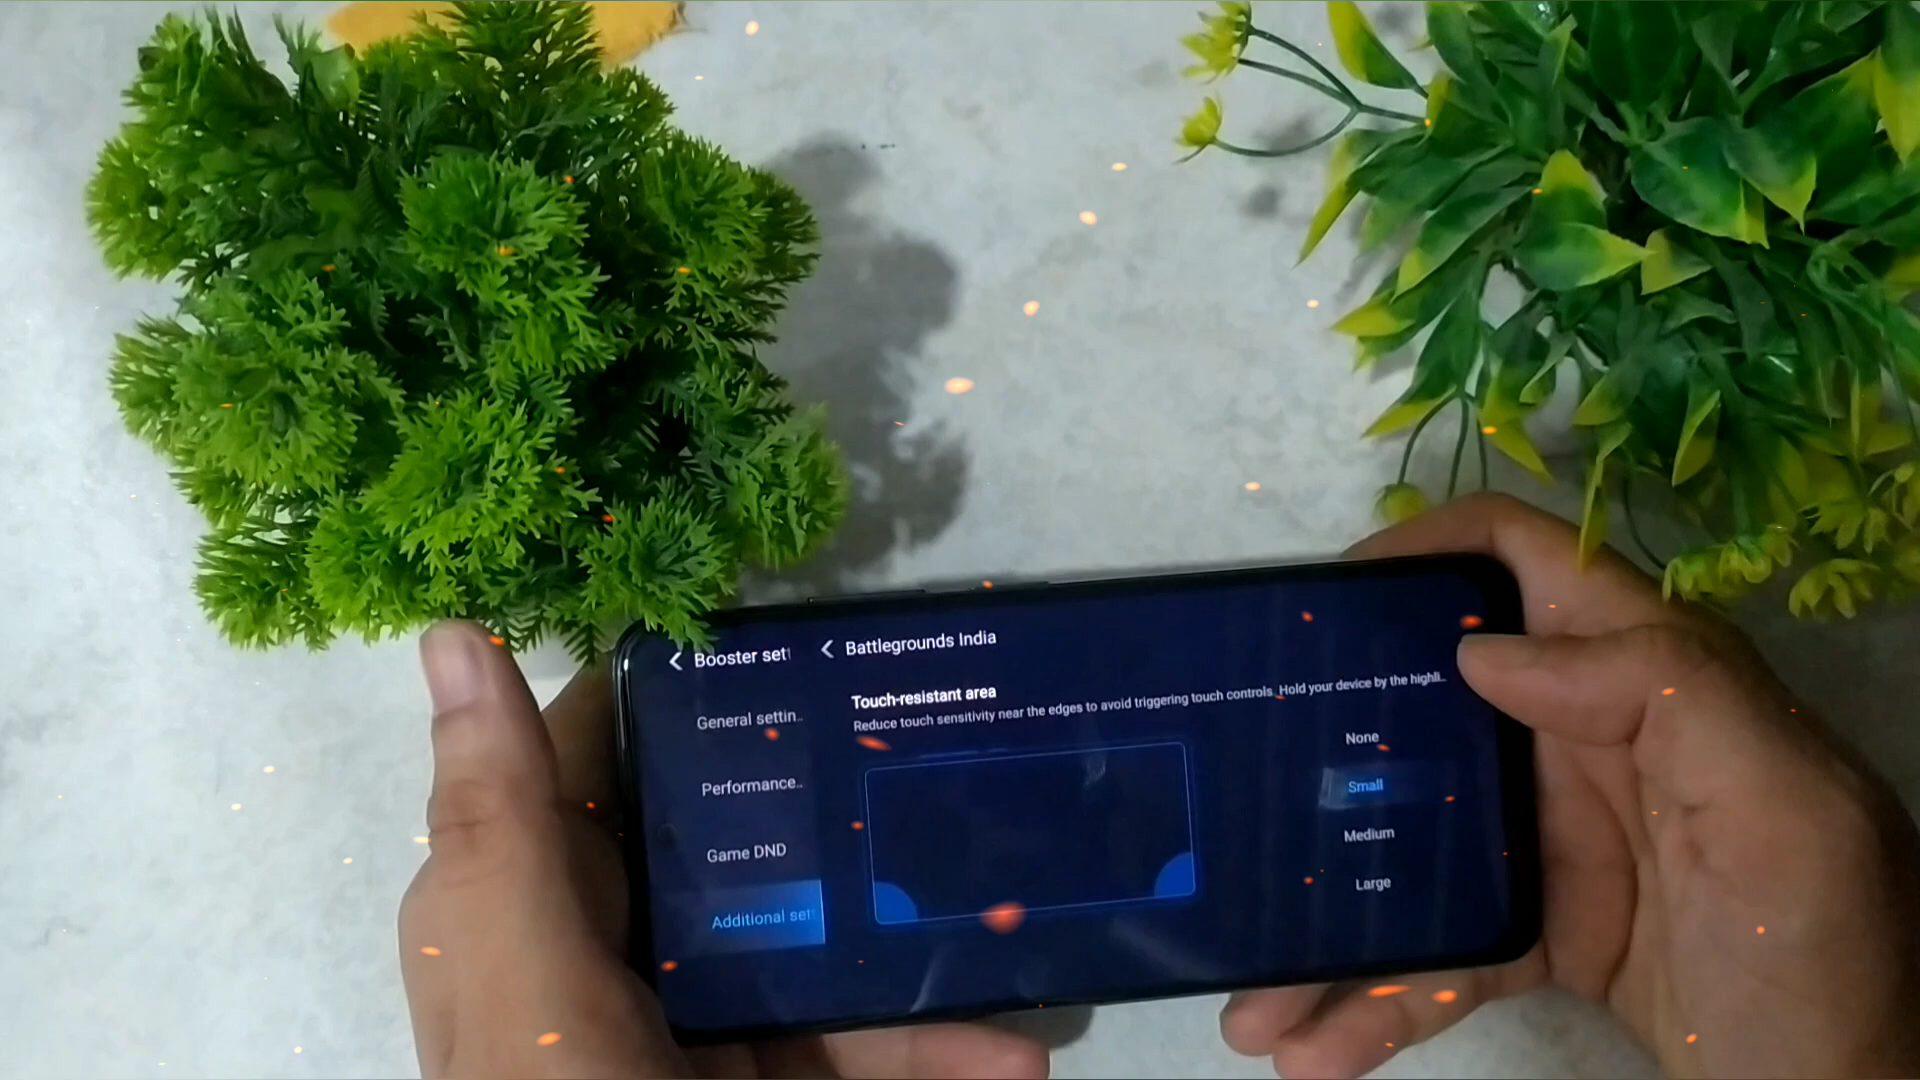 Booster set
Battlegrounds India
General settin..
Performance..
Game DND
Additional set
Touch-resistant area
Reduce touch sensitivity near the edges to avoid triggering touch controls. Hold your device by the highli..
None
Small
Medium
Large